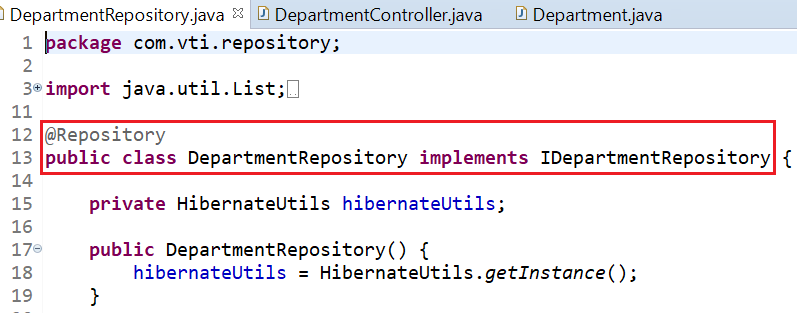 DepartmentRepository.java DepartmentController.java Department.java
1 package com.vti.repository;
2
3 import java.util.List;
11
12 @Repository
13 public class DepartmentRepository implements IDepartmentRepository {
14
15 private HibernateUtils hibernateUtils;
16
17 public DepartmentRepository() {
18 hibernateUtils = HibernateUtils.getInstance();
19 }